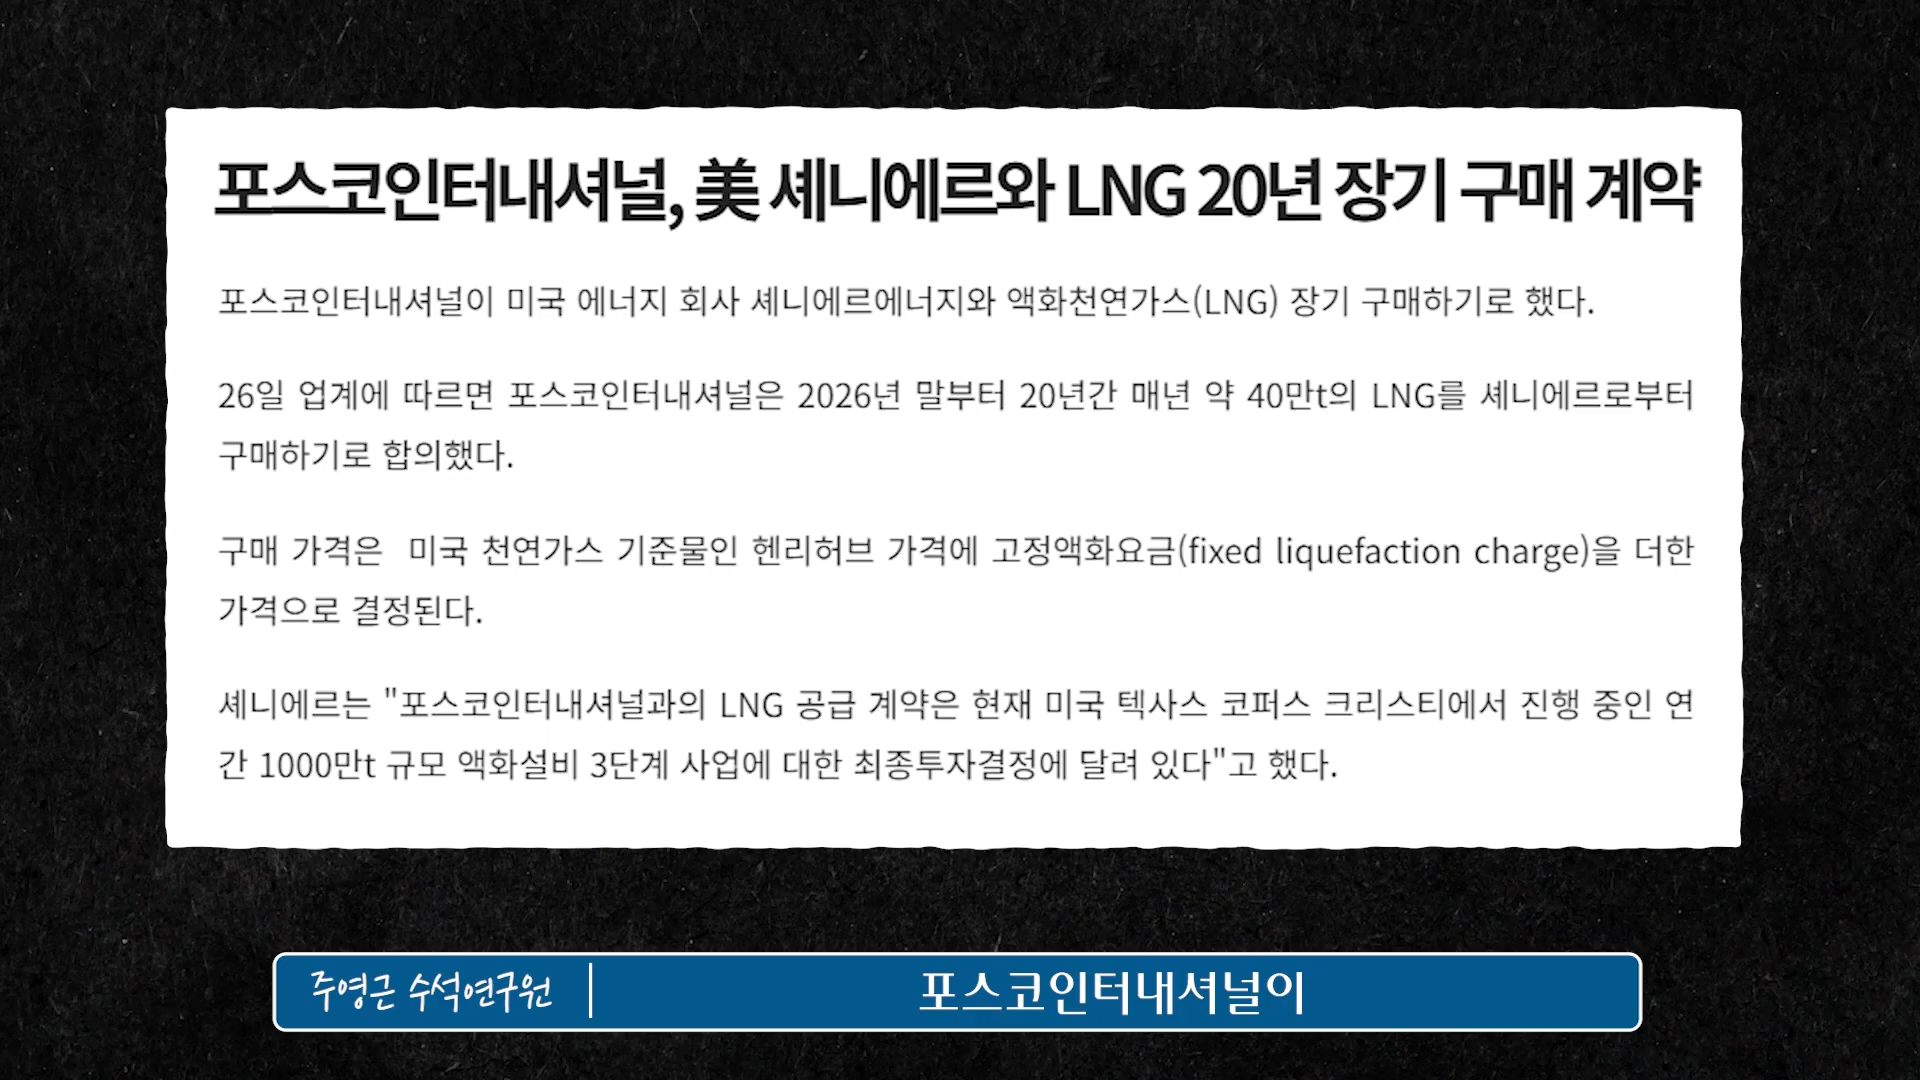 포스코인터내셔널, 美 셰니에르와 LNG 20년 장기 구매 계약
포스코인터내셔널이 미국 에너지 회사 셰니에르에너지와 액화천연가스(LNG) 장기 구매하기로 했다.
26일 업계에 따르면 포스코인터내셔널은 2026년 말부터 20년간 매년 약 40만t의 LNG를 셰니에르로부터
구매하기로 합의했다.
구매 가격은 미국 천연가스 기준물인 헨리허브 가격에 고정액화요금(fixed liquefaction charge)을 더한
가격으로 결정된다.
셰니에르는 "포스코인터내셔널과의 LNG 공급 계약은 현재 미국 텍사스 코퍼스 크리스티에서 진행 중인 연
간 1000만t 규모 액화설비 3단계 사업에 대한 최종투자결정에 달려 있다"고 했다.
주영근 수석연구원
포스코인터내셔널이